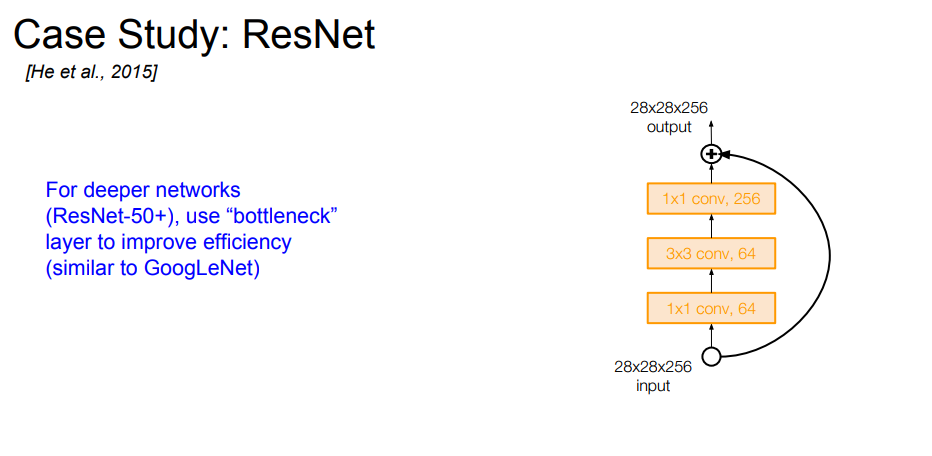 Case Study: ResNet
[He et al., 2015]
For deeper networks
(ResNet-50+), use “bottleneck”
layer to improve efficiency
(similar to GoogLeNet)
28x28x256
output
1x1 conv, 256
3x3 conv, 64
1x1 conv, 64
28x28x256
input